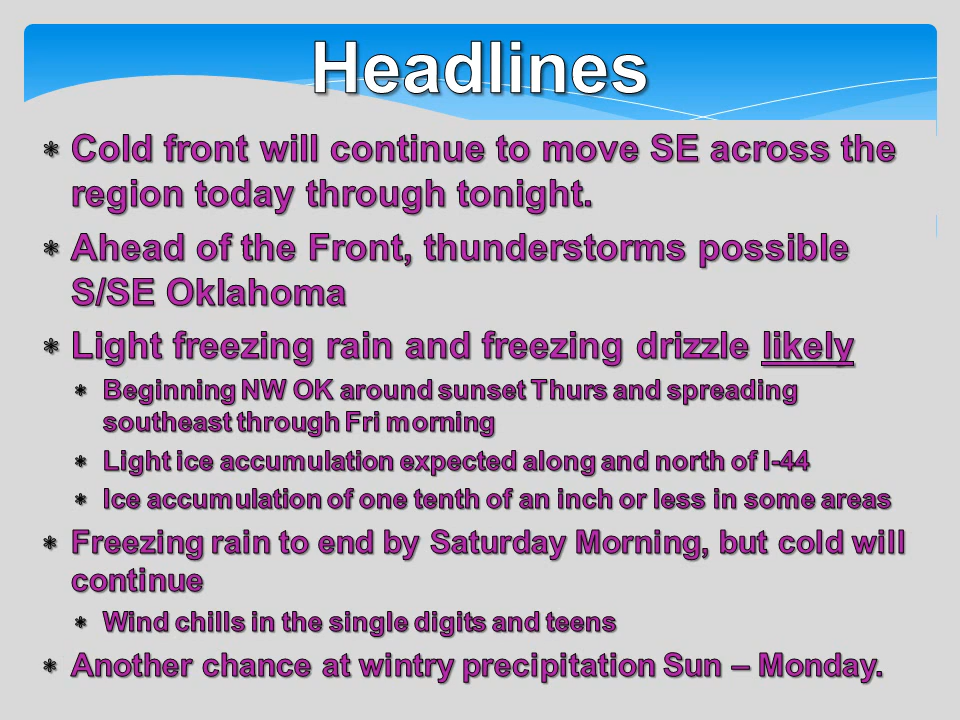 Headlines
Cold front will continue to move SE across the
region today through tonight.
Ahead of the Front, thunderstorms possible
S/SE Oklahoma
Light freezing rain and freezing drizzle likely
Beginning NW OK around sunset Thurs and spreading
southeast through Fri morning
Light ice accumulation expected along and north of I-44
Ice accumulation of one tenth of an inch or less in some areas
Freezing rain to end by Saturday Morning, but cold will
continue
Wind chills in the single digits and teens
Another chance at wintry precipitation Sun – Monday.